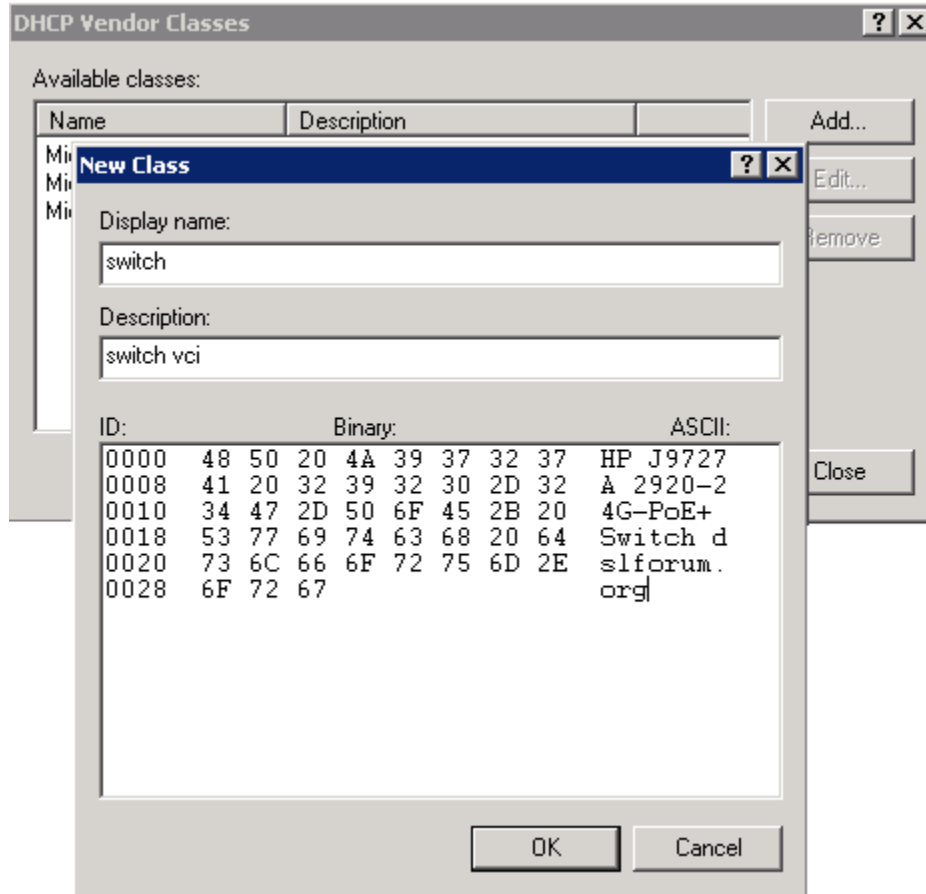 DHCP Vendor Classes
Available classes:
Name Description
Add...
Edit...
New Class
Display name:
switch
Description:
switch vci
ID: Binary: ASCII:
0000 48 50 20 4A 39 37 32 37 HP J9727
0008 41 20 32 39 32 30 2D 32 A 2920-2
0010 34 47 2D 50 6F 45 2B 20 4G-PoE+
0018 53 77 69 74 63 68 20 64 Switch d
0020 73 6C 66 6F 72 75 6D 2E slforum.
0028 6F 72 67 org
Close
OK Cancel